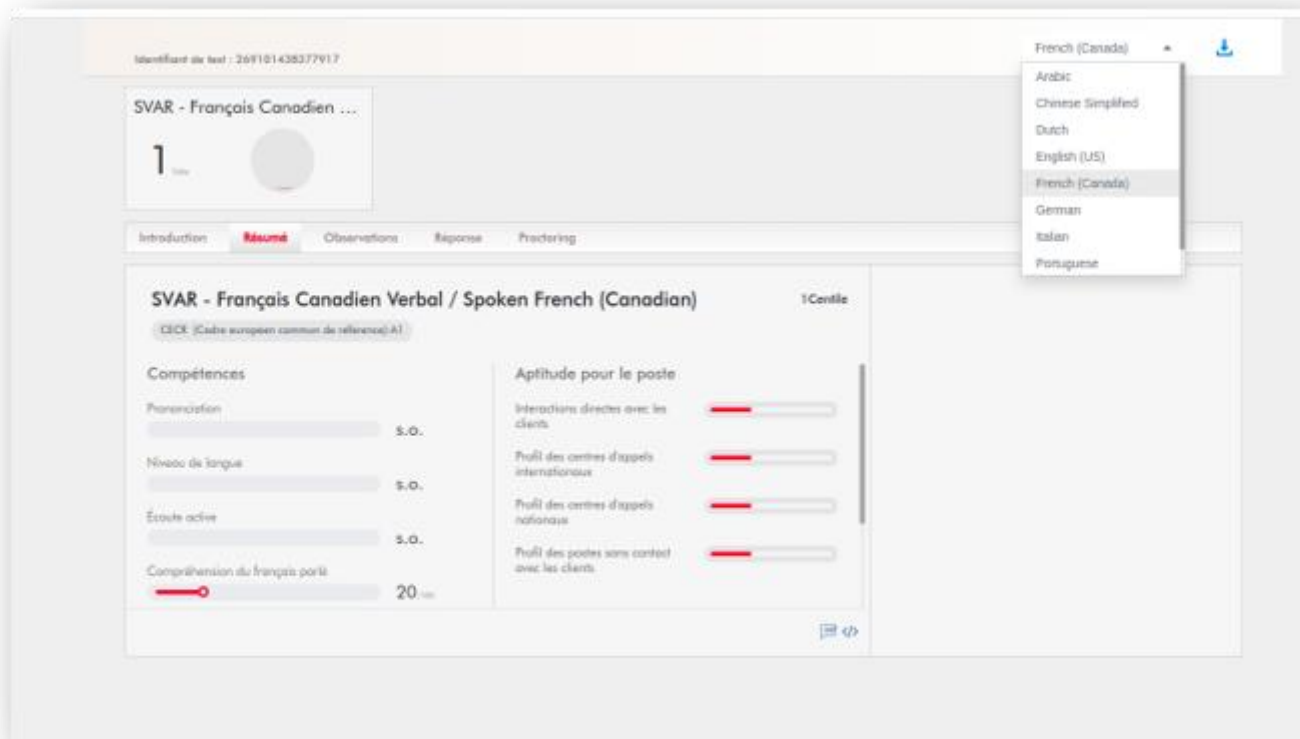 Identifiant de test : 269101438377917
French (Canada)
Arabic
Chinese Simplified
Dutch
English (US)
French (Canada)
German
Italian
Portuguese
SVAR - Français Canadien ...
1
Introduction
Résumé
Observations
Réponse
Proctoring
SVAR - Français Canadien Verbal / Spoken French (Canadian)
1Centile
CECR (Cadre européen commun de référence) A1
Compétences
Prononciation
s.o.
Niveau de langue
s.o.
Écoute active
s.o.
Compréhension du français parlé
20
Aptitude pour le poste
Interactions directes avec les
clients
Profil des centres d'appels
internationaux
Profil des centres d'appels
nationaux
Profil des postes sans contact
avec les clients